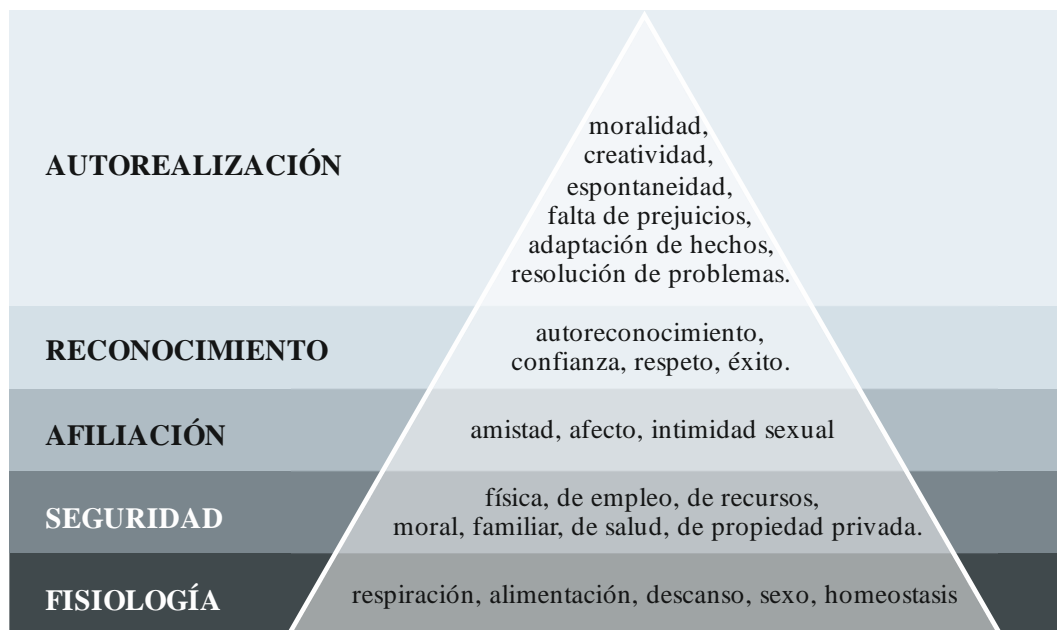 AUTOREALIZACIÓN
moralidad,
creatividad,
espontaneidad,
falta de prejuicios,
adaptación de hechos,
resolución de problemas.
RECONOCIMIENTO
autoreconocimiento,
confianza, respeto, éxito.
AFILIACIÓN
amistad, afecto, intimidad sexual
SEGURIDAD
física, de empleo, de recursos,
moral, familiar, de salud, de propiedad privada.
FISIOLOGÍA
respiración, alimentación, descanso, sexo, homeostasis